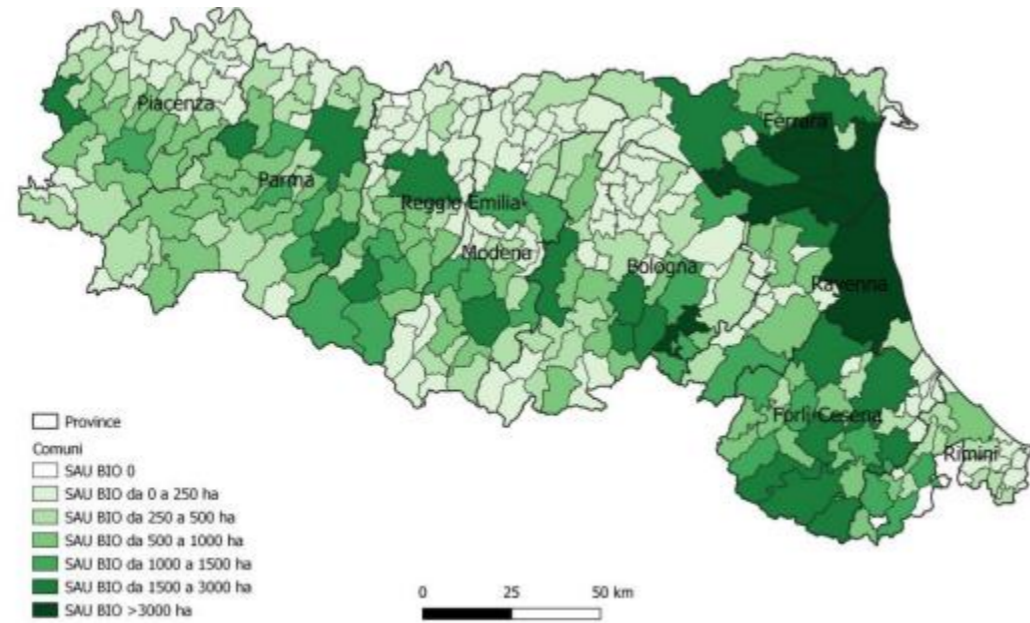 Piacenza
Parma
Reggio Emilia
Modena
Bologna
Ferrara
Ravenna
Forlì-Cesena
Rimini
Province
Comuni
SAU BIO 0
SAU BIO da 0 a 250 ha
SAU BIO da 250 a 500 ha
SAU BIO da 500 a 1000 ha
SAU BIO da 1000 a 1500 ha
SAU BIO da 1500 a 3000 ha
SAU BIO >3000 ha
0 25 50 km